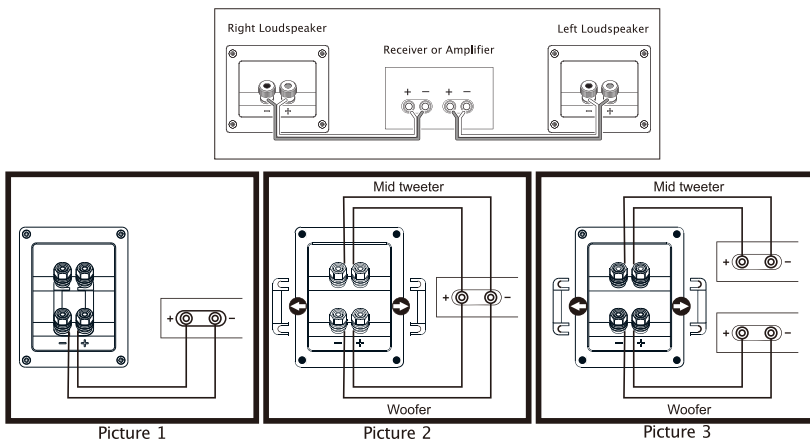 Right Loudspeaker
Left Loudspeaker
Receiver or Amplifier
+ − + −
− +
− +
Mid tweeter
Mid tweeter
+ −
+ −
+ −
+ −
− +
− +
− +
Woofer
Woofer
Picture 1
Picture 2
Picture 3